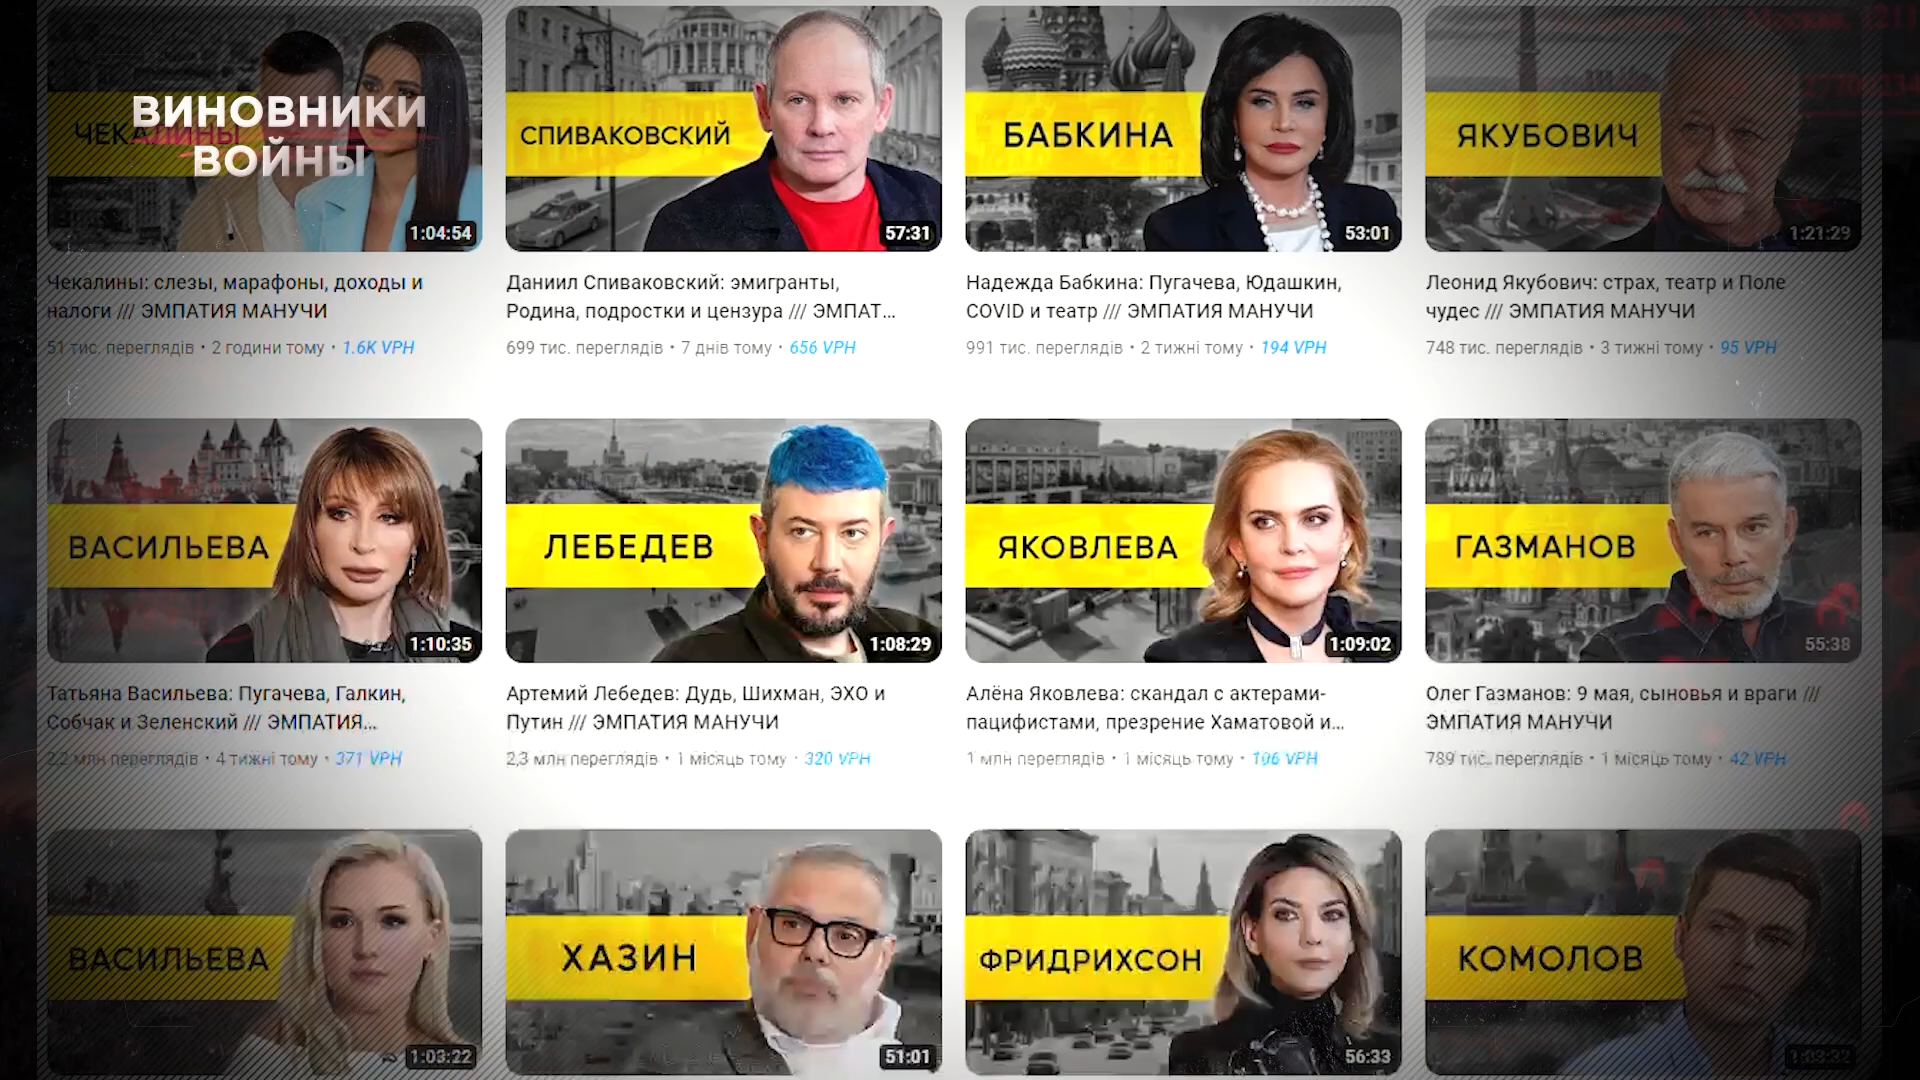 ВИНОВНИКИ
ВОЙНЫ
ЧЕКАЛИНЫ
1:04:54
СПИВАКОВСКИЙ
57:31
БАБКИНА
53:01
ЯКУБОВИЧ
1:21:29
Чекалины: слезы, марафоны, доходы и
налоги /// ЭМПАТИЯ МАНУЧИ
51 тис. переглядів • 2 години тому • 1.6K VPH
Даниил Спиваковский: эмигранты,
Родина, подростки и цензура /// ЭМПАТ...
699 тис. переглядів • 7 днів тому • 656 VPH
Надежда Бабкина: Пугачева, Юдашкин,
COVID и театр /// ЭМПАТИЯ МАНУЧИ
991 тис. переглядів • 2 тижні тому • 194 VPH
Леонид Якубович: страх, театр и Поле
чудес /// ЭМПАТИЯ МАНУЧИ
748 тис. переглядів • 3 тижні тому • 95 VPH
ВАСИЛЬЕВА
1:10:35
ЛЕБЕДЕВ
1:08:29
ЯКОВЛЕВА
1:09:02
ГАЗМАНОВ
55:38
Татьяна Васильева: Пугачева, Галкин,
Собчак и Зеленский /// ЭМПАТИЯ...
2,2 млн переглядів • 4 тижні тому • 371 VPH
Артемий Лебедев: Дудь, Шихман, ЭХО и
Путин /// ЭМПАТИЯ МАНУЧИ
2,3 млн переглядів • 1 місяць тому • 320 VPH
Алёна Яковлева: скандал с актерами-
пацифистами, презрение Хаматовой и...
1 млн переглядів • 1 місяць тому • 106 VPH
Олег Газманов: 9 мая, сыновья и враги ///
ЭМПАТИЯ МАНУЧИ
789 тис. переглядів • 1 місяць тому • 42 VPH
ВАСИЛЬЕВА
1:03:22
ХАЗИН
51:01
ФРИДРИХСОН
56:33
КОМОЛОВ